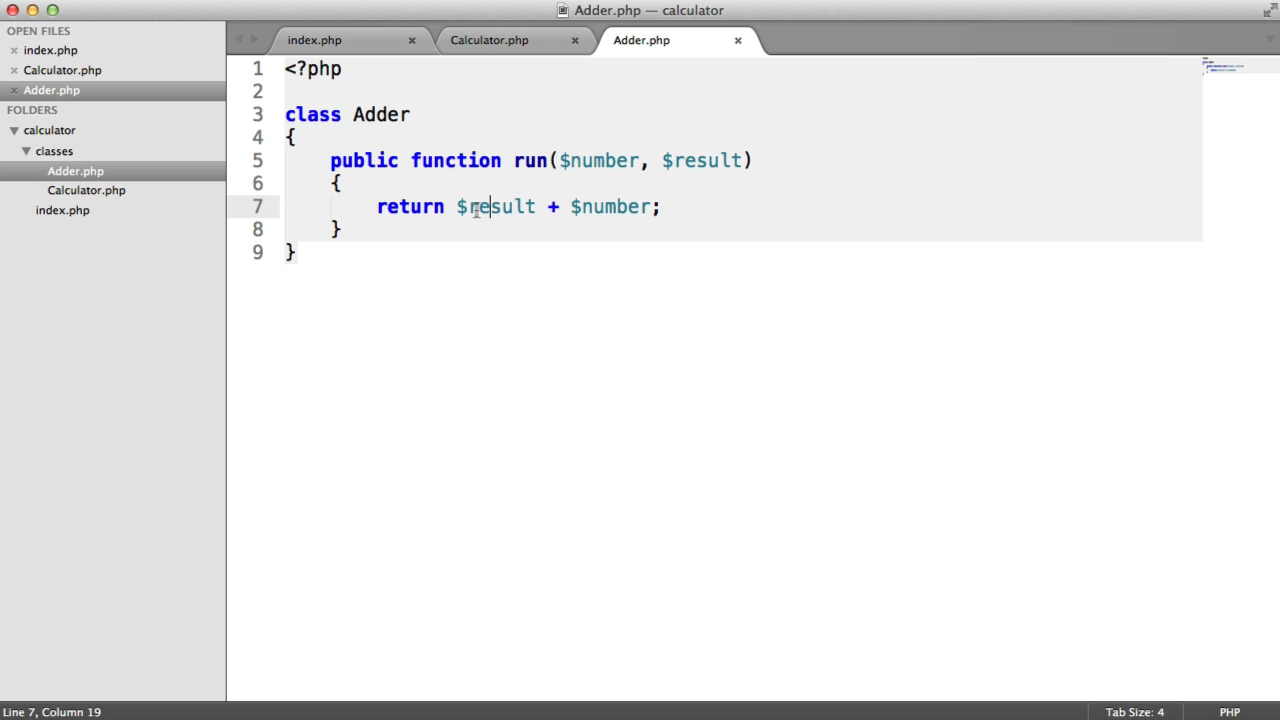 Adder.php — calculator
OPEN FILES
index.php
Calculator.php
Adder.php
FOLDERS
calculator
classes
Adder.php
Calculator.php
index.php
index.php
Calculator.php
Adder.php
1 <?php
2
3 class Adder
4 {
5     public function run($number, $result)
6     {
7         return $result + $number;
8     }
9 }
Line 7, Column 19
Tab Size: 4
PHP